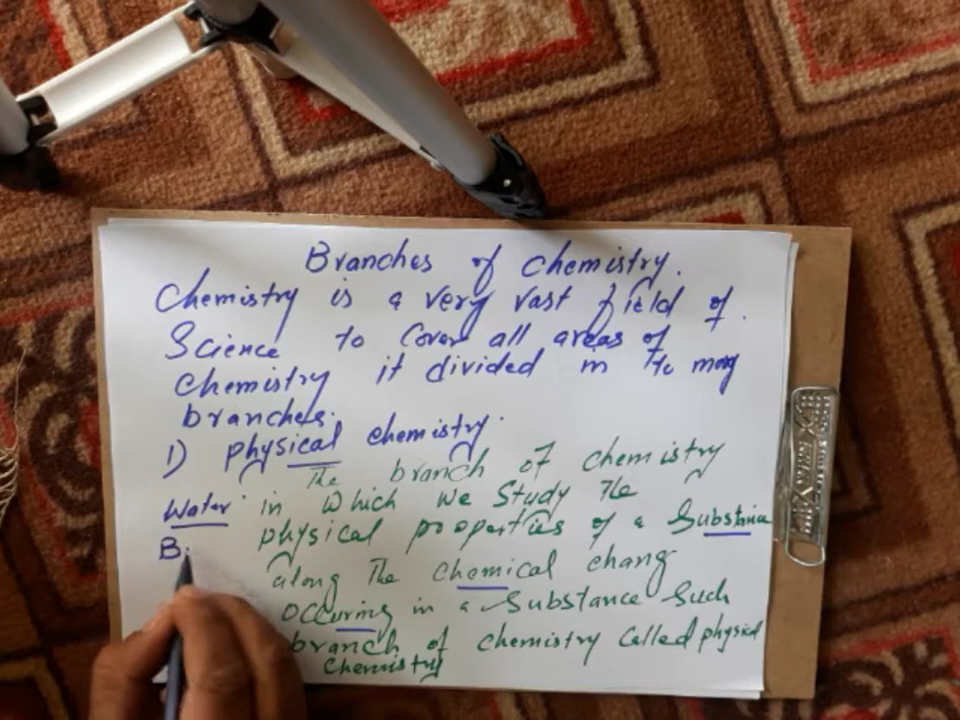 Branches of chemistry.
Chemistry is a very vast field of
Science to Cover all areas of
Chemistry it divided in to many
branches.
1) physical chemistry.
The branch of chemistry
Water in which we Study The
physical properties of a Substance
B.
along The chemical change
occuring in a Substance Such
branch of chemistry Called physical
Chemistry